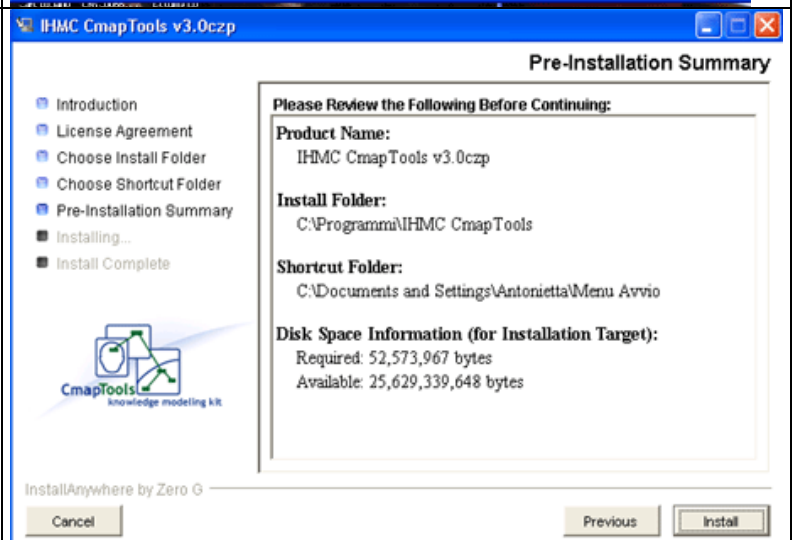 IHMC CmapTools v3.0czp
Pre-Installation Summary
Introduction
License Agreement
Choose Install Folder
Choose Shortcut Folder
Pre-Installation Summary
Installing...
Install Complete
CmapTools
knowledge modeling kit
Please Review the Following Before Continuing:
Product Name:
IHMC CmapTools v3.0czp
Install Folder:
C:\Programmi\IHMC CmapTools
Shortcut Folder:
C:\Documents and Settings\Antonietta\Menu Avvio
Disk Space Information (for Installation Target):
Required: 52,573,967 bytes
Available: 25,629,339,648 bytes
InstallAnywhere by Zero G
Cancel
Previous
Install